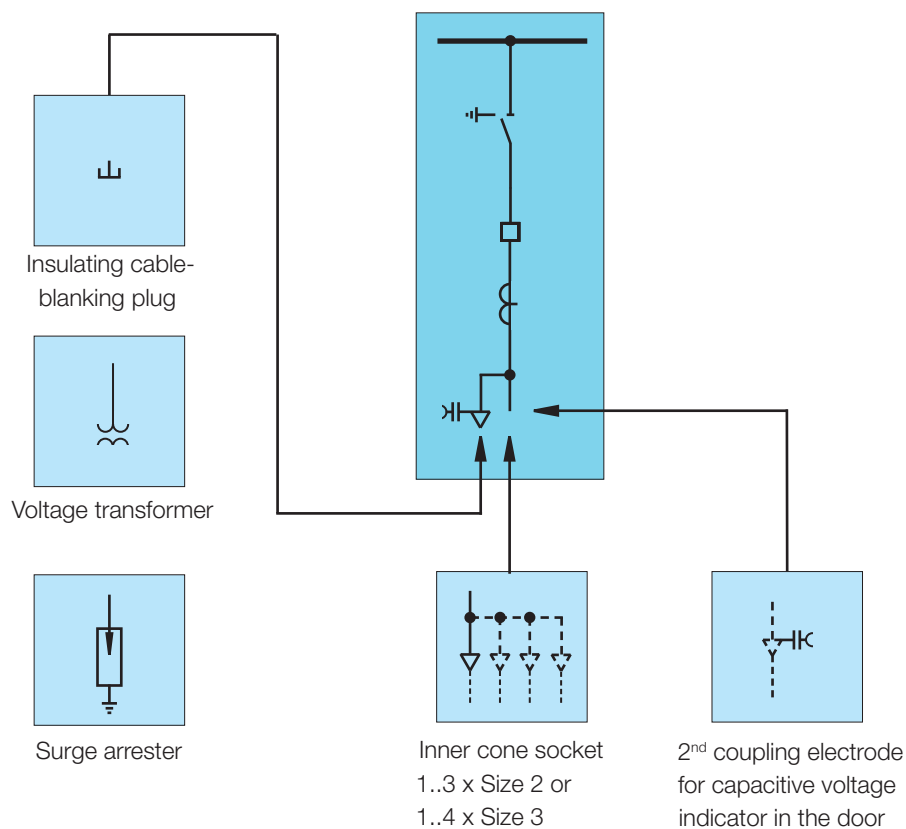 Insulating cable-
blanking plug
Voltage transformer
Surge arrester
Inner cone socket
1..3 x Size 2 or
1..4 x Size 3
2nd coupling electrode
for capacitive voltage
indicator in the door